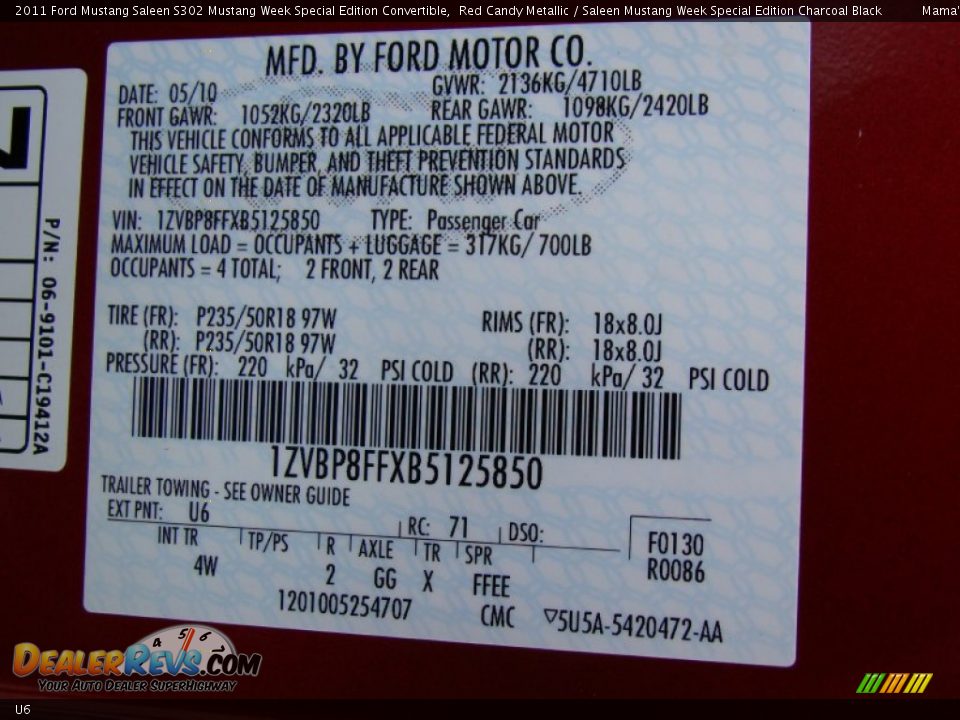 2011 Ford Mustang Saleen S302 Mustang Week Special Edition Convertible, Red Candy Metallic / Saleen Mustang Week Special Edition Charcoal Black Mama'
MFD. BY FORD MOTOR CO.
DATE: 05/10 GVWR: 2136KG/4710LB
FRONT GAWR: 1052KG/2320LB REAR GAWR: 1098KG/2420LB
THIS VEHICLE CONFORMS TO ALL APPLICABLE FEDERAL MOTOR
VEHICLE SAFETY, BUMPER, AND THEFT PREVENTION STANDARDS
IN EFFECT ON THE DATE OF MANUFACTURE SHOWN ABOVE.
VIN: 1ZVBP8FFXB5125850 TYPE: Passenger Car
MAXIMUM LOAD = OCCUPANTS + LUGGAGE = 317KG/ 700LB
OCCUPANTS = 4 TOTAL; 2 FRONT, 2 REAR
TIRE (FR): P235/50R18 97W RIMS (FR): 18x8.0J
(RR): P235/50R18 97W (RR): 18x8.0J
PRESSURE (FR): 220 kPa/ 32 PSI COLD (RR): 220 kPa/ 32 PSI COLD
1ZVBP8FFXB5125850
TRAILER TOWING - SEE OWNER GUIDE
EXT PNT: U6 RC: 71 DSO:
INT TR TP/PS R AXLE TR SPR F0130
4W 2 GG X FFEE R0086
1201005254707 CMC ▽5U5A-5420472-AA
P/N: 06-9101-C19412A
DEALERREVS.COM
4 5 6
YOUR AUTO DEALER SUPERHIGHWAY
U6